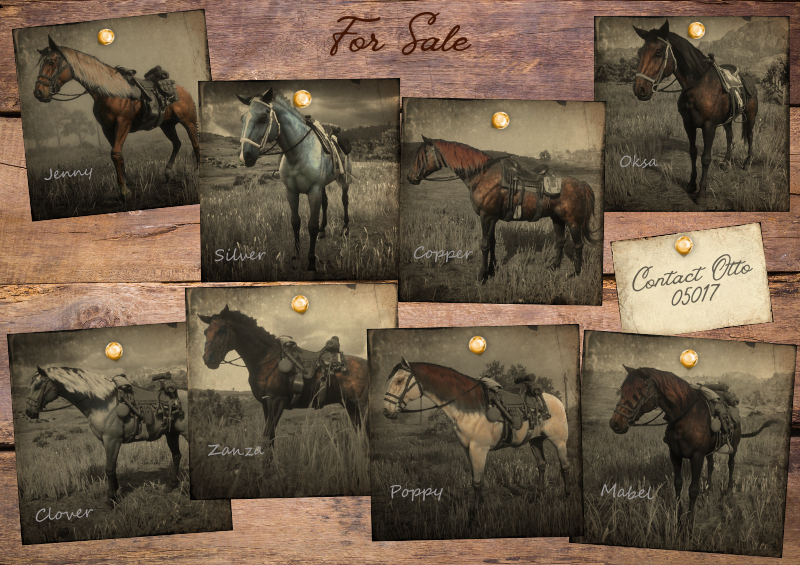 For Sale
Jenny
Silver
Copper
Oksa
Contact Otto
05017
Clover
Zanza
Poppy
Mabel